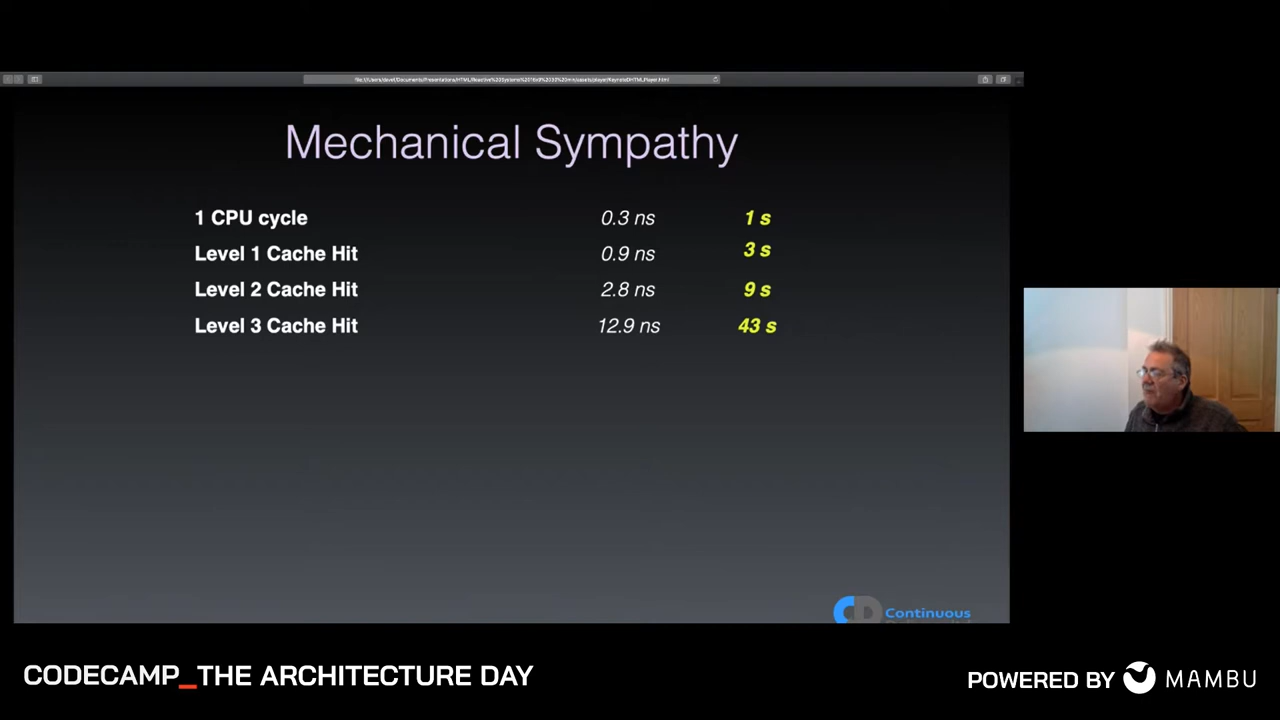 Mechanical Sympathy
1 CPU cycle 0.3 ns 1 s
Level 1 Cache Hit 0.9 ns 3 s
Level 2 Cache Hit 2.8 ns 9 s
Level 3 Cache Hit 12.9 ns 43 s
CD Continuous
CODECAMP_THE ARCHITECTURE DAY
POWERED BY MAMBU